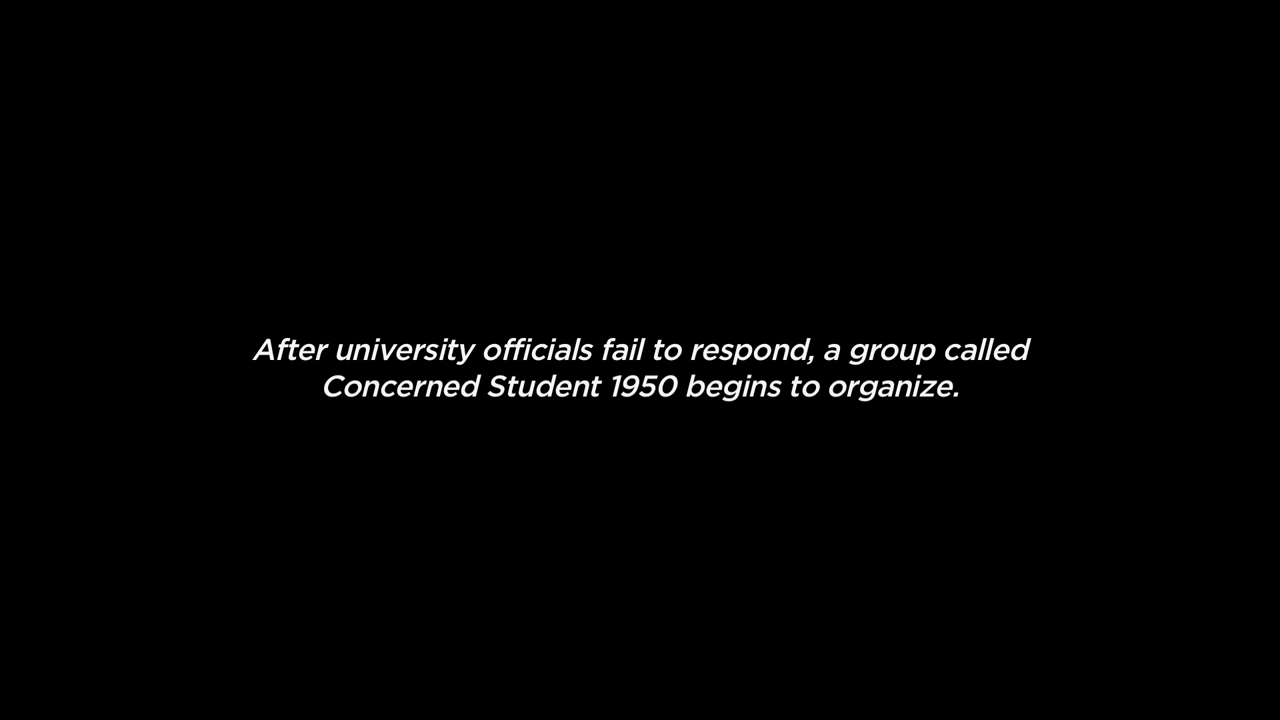 After university officials fail to respond, a group called
Concerned Student 1950 begins to organize.